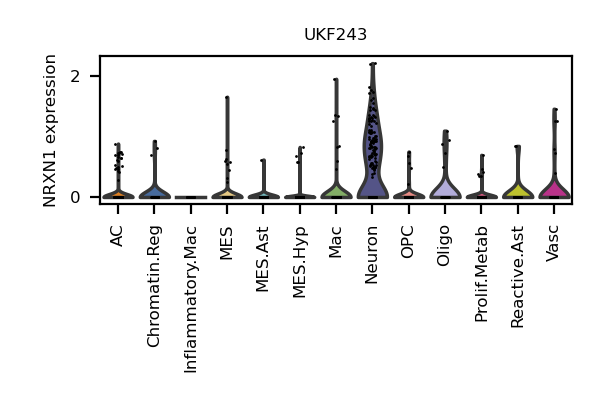 UKF243
NRXN1 expression
2
0
AC
Chromatin.Reg
Inflammatory.Mac
MES
MES.Ast
MES.Hyp
Mac
Neuron
OPC
Oligo
Prolif.Metab
Reactive.Ast
Vasc